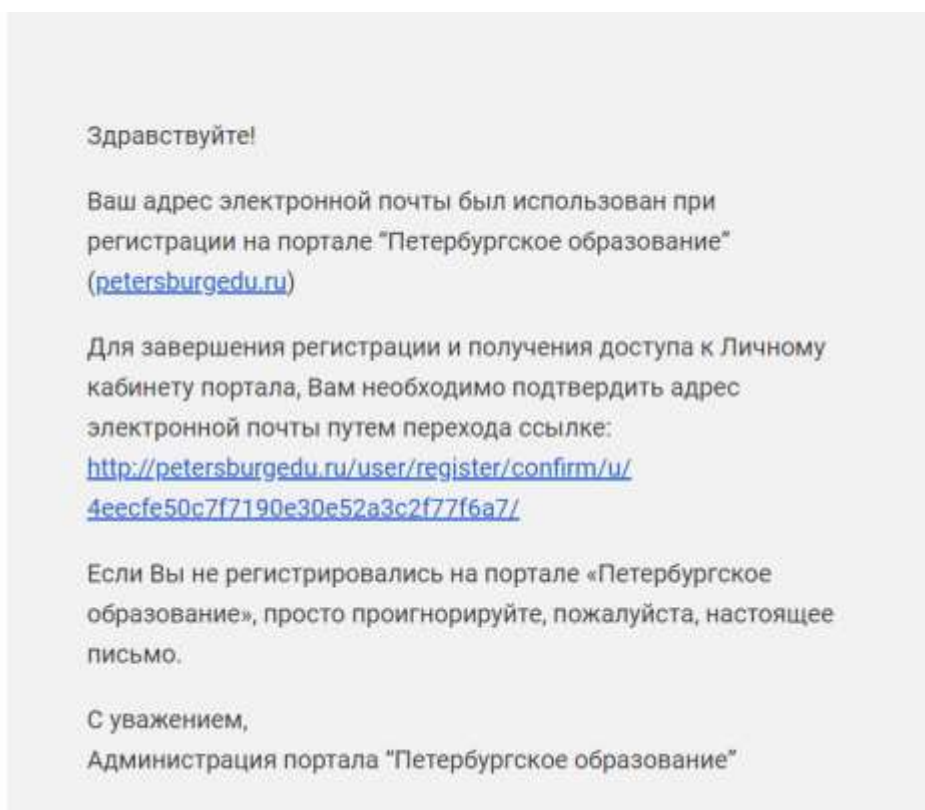 Здравствуйте!
Ваш адрес электронной почты был использован при
регистрации на портале “Петербургское образование”
(petersburgedu.ru)
Для завершения регистрации и получения доступа к Личному
кабинету портала, Вам необходимо подтвердить адрес
электронной почты путем перехода ссылке:
http://petersburgedu.ru/user/register/confirm/u/
4eecfe50c7f7190e30e52a3c2f77f6a7/
Если Вы не регистрировались на портале «Петербургское
образование», просто проигнорируйте, пожалуйста, настоящее
письмо.
С уважением,
Администрация портала “Петербургское образование”